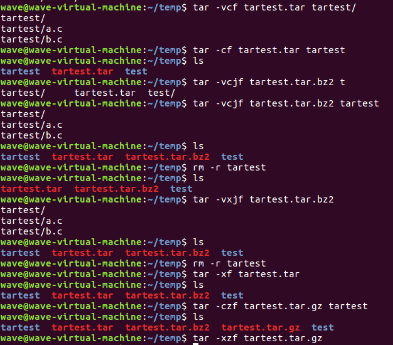 wave@wave-virtual-machine:~/temp$ tar -vcf tartest.tar tartest/
tartest/
tartest/a.c
tartest/b.c
wave@wave-virtual-machine:~/temp$ tar -cf tartest.tar tartest
wave@wave-virtual-machine:~/temp$ ls
tartest  tartest.tar  test
wave@wave-virtual-machine:~/temp$ tar -vcjf tartest.tar.bz2 t
tartest/     tartest.tar  test/
wave@wave-virtual-machine:~/temp$ tar -vcjf tartest.tar.bz2 tartest
tartest/
tartest/a.c
tartest/b.c
wave@wave-virtual-machine:~/temp$ ls
tartest  tartest.tar  tartest.tar.bz2  test
wave@wave-virtual-machine:~/temp$ rm -r tartest
wave@wave-virtual-machine:~/temp$ ls
tartest.tar  tartest.tar.bz2  test
wave@wave-virtual-machine:~/temp$ tar -vxjf tartest.tar.bz2
tartest/
tartest/a.c
tartest/b.c
wave@wave-virtual-machine:~/temp$ ls
tartest  tartest.tar  tartest.tar.bz2  test
wave@wave-virtual-machine:~/temp$ rm -r tartest
wave@wave-virtual-machine:~/temp$ tar -xf tartest.tar
wave@wave-virtual-machine:~/temp$ ls
tartest  tartest.tar  tartest.tar.bz2  test
wave@wave-virtual-machine:~/temp$ tar -czf tartest.tar.gz tartest
wave@wave-virtual-machine:~/temp$ ls
tartest  tartest.tar  tartest.tar.bz2  tartest.tar.gz  test
wave@wave-virtual-machine:~/temp$ tar -xzf tartest.tar.gz